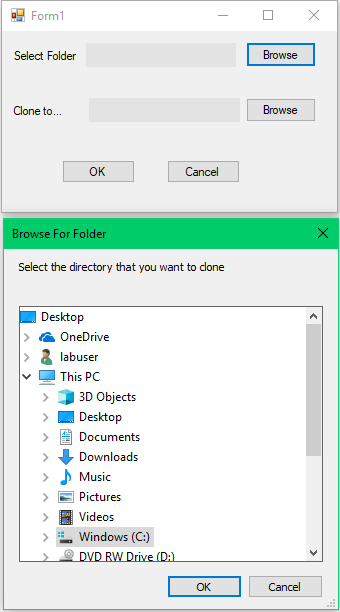 Form1
Select Folder
Browse
Clone to...
Browse
OK
Cancel
Browse For Folder
Select the directory that you want to clone
Desktop
OneDrive
labuser
This PC
3D Objects
Desktop
Documents
Downloads
Music
Pictures
Videos
Windows (C:)
DVD RW Drive (D:)
OK
Cancel